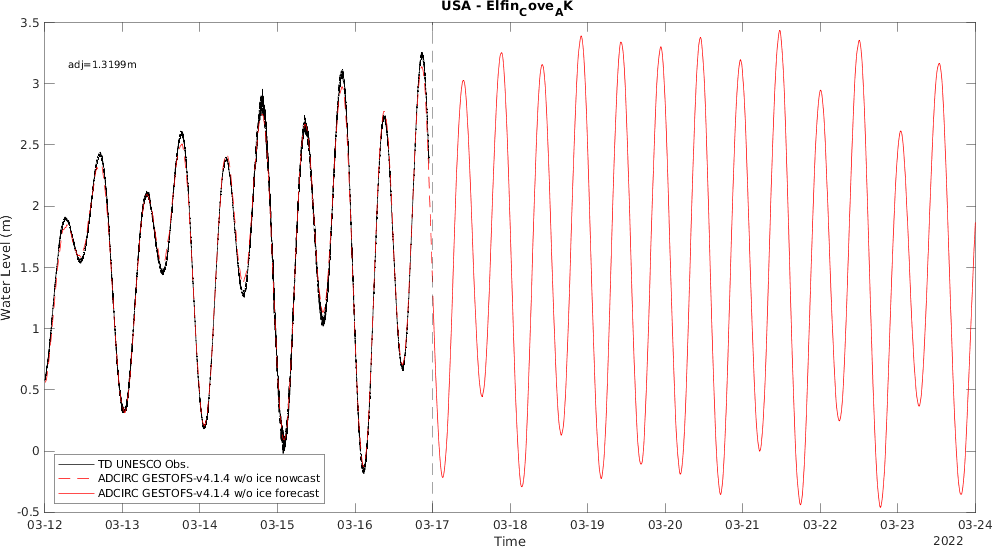 USA - ElfinCoveAK
adj=1.3199m
3.5
3
2.5
2
1.5
1
0.5
0
-0.5
Water Level (m)
TD UNESCO Obs.
ADCIRC GESTOFS-v4.1.4 w/o ice nowcast
ADCIRC GESTOFS-v4.1.4 w/o ice forecast
03-12 03-13 03-14 03-15 03-16 03-17 03-18 03-19 03-20 03-21 03-22 03-23 03-24
Time
2022